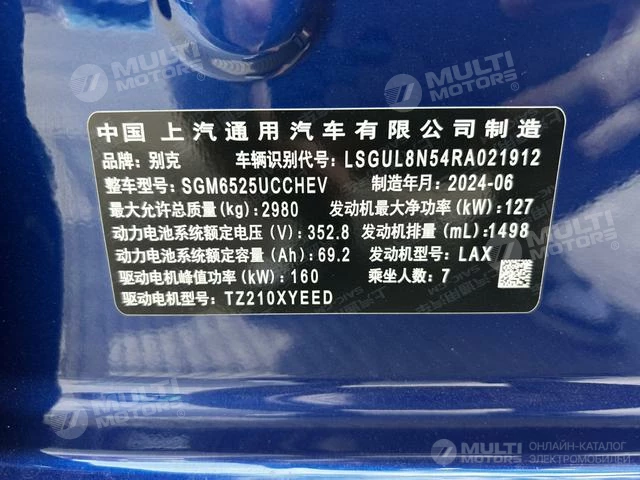 中国 上汽通用汽车有限公司制造
品牌: 别克 车辆识别代号: LSGUL8N54RA021912
整车型号: SGM6525UCCHEV 制造年月: 2024-06
最大允许总质量(kg): 2980 发动机最大净功率(kW): 127
动力电池系统额定电压(V): 352.8 发动机排量(mL): 1498
动力电池系统额定容量(Ah): 69.2 发动机型号: LAX
驱动电机峰值功率(kW): 160 乘坐人数: 7
驱动电机型号: TZ210XYEED
MULTI
MOTORS
MULTI
MOTORS
MULTI
MOTORS
MULTI
MOTORS
MULTI
MOTORS
ОНЛАЙН-КАТАЛОГ
ЭЛЕКТРОМОБИЛЕЙ